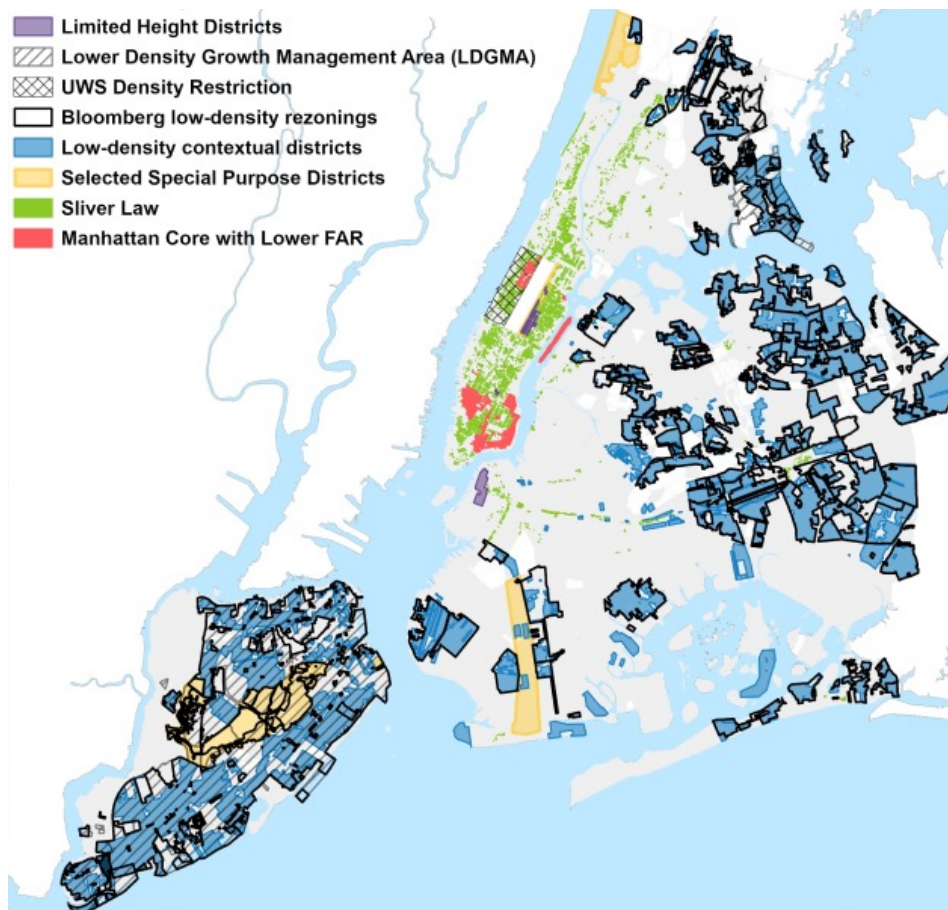 Limited Height Districts
Lower Density Growth Management Area (LDGMA)
UWS Density Restriction
Bloomberg low-density rezonings
Low-density contextual districts
Selected Special Purpose Districts
Sliver Law
Manhattan Core with Lower FAR